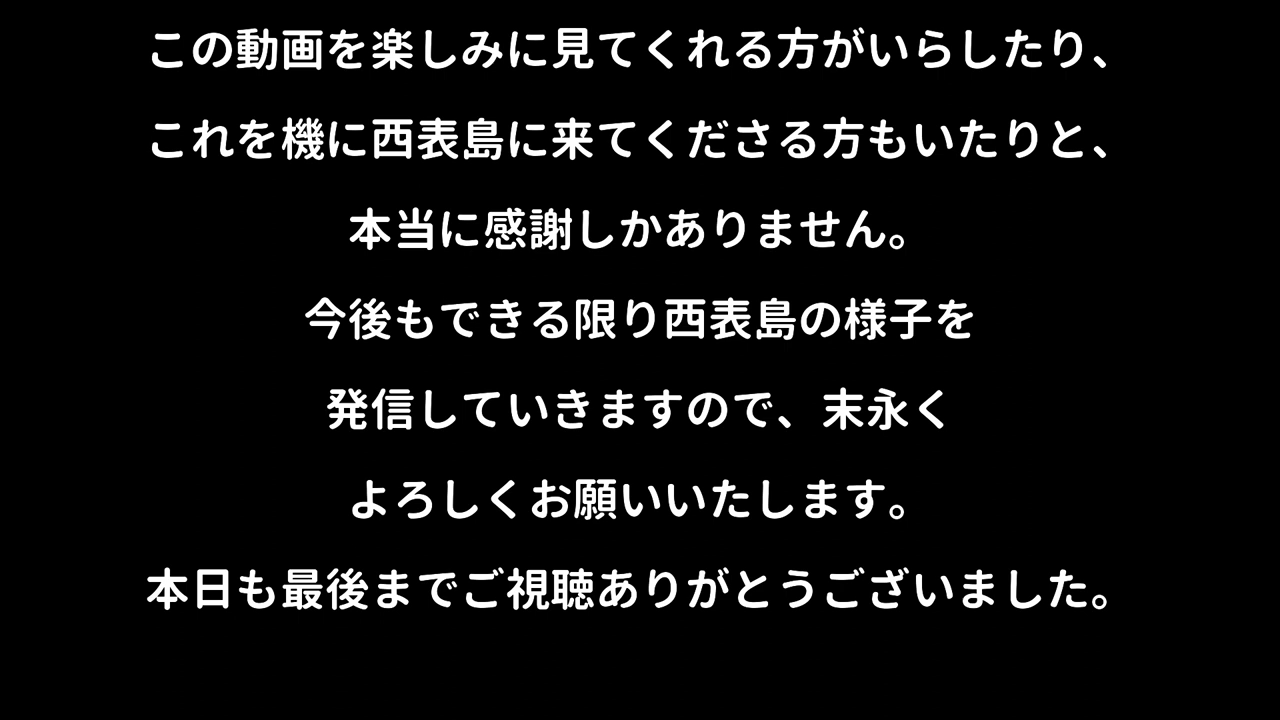 この動画を楽しみに見てくれる方がいらしたり、
これを機に西表島に来てくださる方もいたりと、
本当に感謝しかありません。
今後もできる限り西表島の様子を
発信していきますので、末永く
よろしくお願いいたします。
本日も最後までご視聴ありがとうございました。